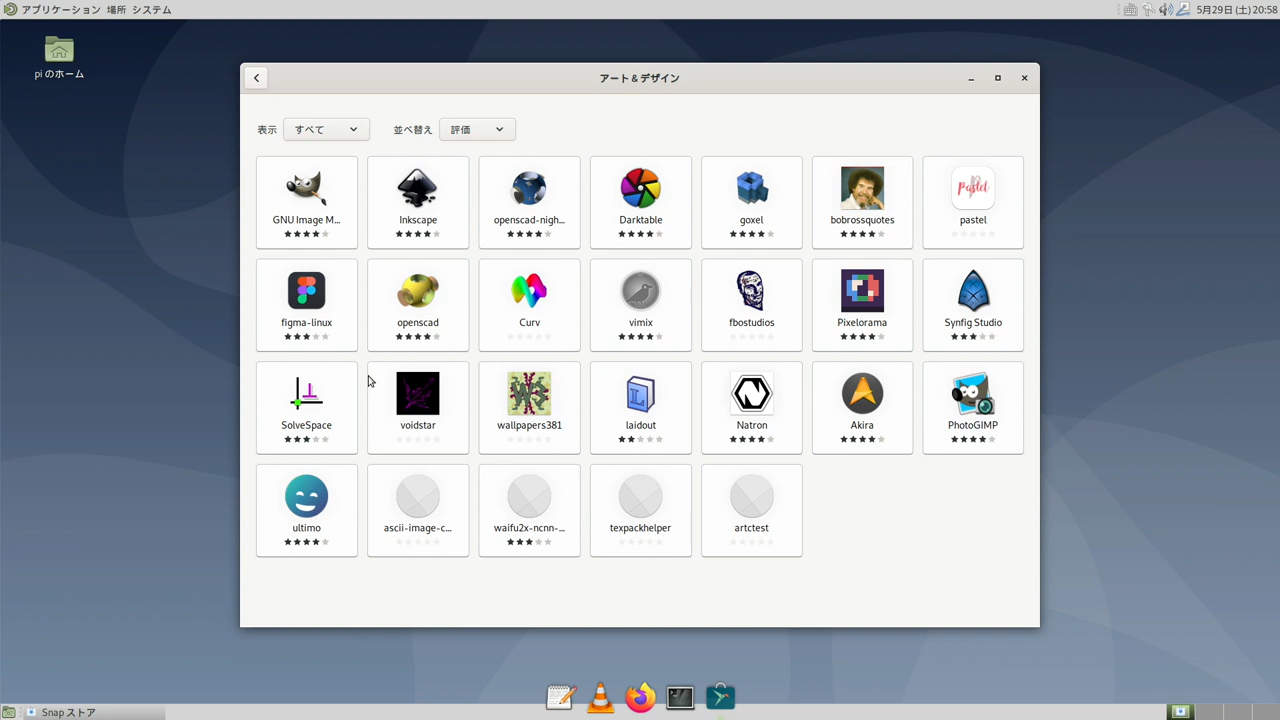 アプリケーション 場所 システム
5月29日 (土) 20:58
pi のホーム
アート & デザイン
表示 すべて 並べ替え 評価
GNU Image M...
Inkscape
openscad-nigh...
Darktable
goxel
bobrossquotes
pastel
Pastel
figma-linux
openscad
Curv
vimix
fbostudios
Pixelorama
Synfig Studio
SolveSpace
voidstar
wallpapers381
laidout
Natron
Akira
PhotoGIMP
ultimo
ascii-image-c...
waifu2x-ncnn-...
texpackhelper
artctest
Snap ストア